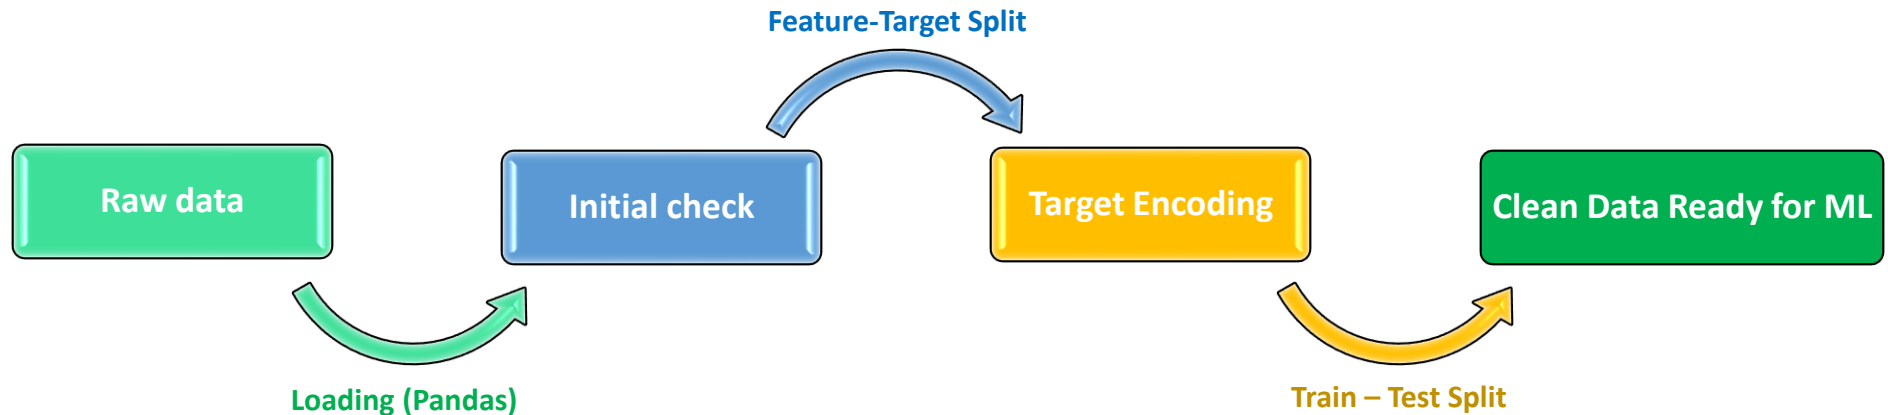 Feature-Target Split
Raw data
Initial check
Target Encoding
Clean Data Ready for ML
Loading (Pandas)
Train – Test Split